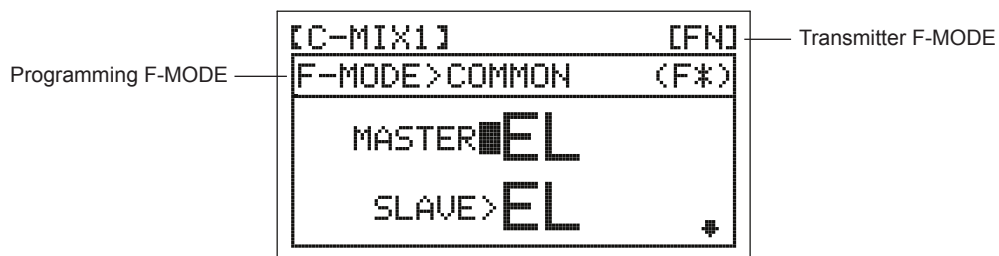 [C-MIX1] [FN]
Transmitter F-MODE
Programming F-MODE
F-MODE>COMMON (F*)
MASTER EL
SLAVE>EL